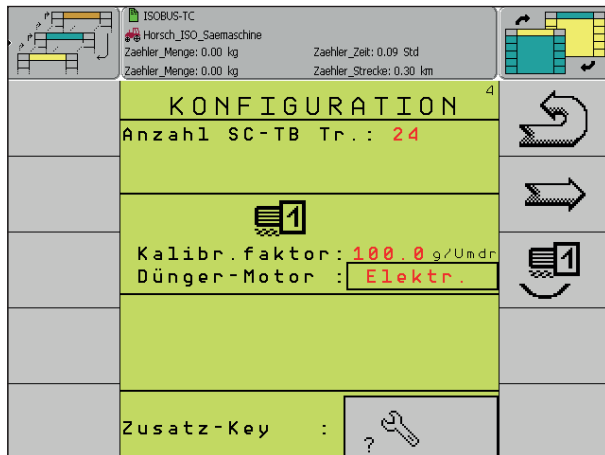 ISOBUS-TC
Horsch_ISO_Saemaschine
Zaehler_Menge: 0.00 kg Zaehler_Zeit: 0.09 Std
Zaehler_Menge: 0.00 kg Zaehler_Strecke: 0.30 km
4
KONFIGURATION
Anzahl SC-TB Tr.: 24
1
Kalibr.faktor: 100.0 g/Umdr
1
Dünger-Motor : Elektr.
Zusatz-Key :
?